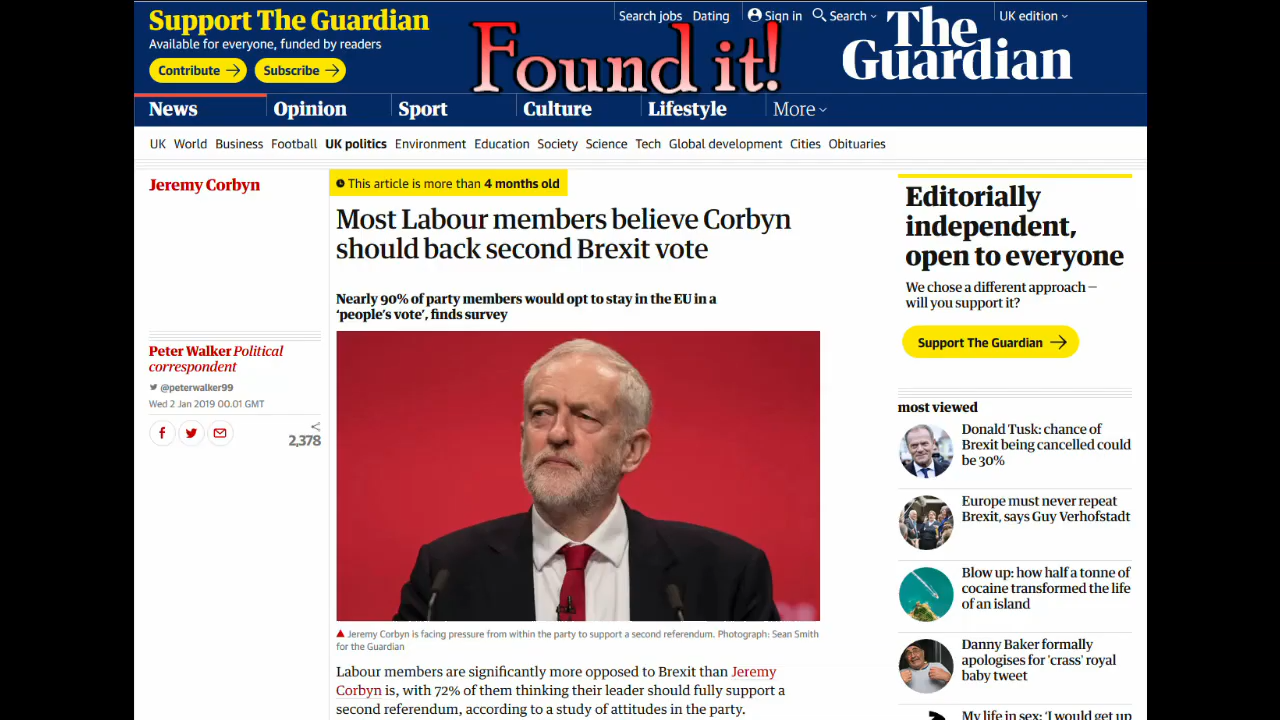 Support The Guardian
Available for everyone, funded by readers
Contribute
Subscribe
Search jobs
Dating
Sign in
Search
UK edition
Found it!
The
Guardian
News
Opinion
Sport
Culture
Lifestyle
More
UK World Business Football UK politics Environment Education Society Science Tech Global development Cities Obituaries
Jeremy Corbyn
This article is more than 4 months old
Most Labour members believe Corbyn
should back second Brexit vote
Nearly 90% of party members would opt to stay in the EU in a
‘people’s vote’, finds survey
Peter Walker Political
correspondent
@peterwalker99
Wed 2 Jan 2019 00.01 GMT
2,378
Jeremy Corbyn is facing pressure from within the party to support a second referendum. Photograph: Sean Smith
for the Guardian
Labour members are significantly more opposed to Brexit than Jeremy
Corbyn is, with 72% of them thinking their leader should fully support a
second referendum, according to a study of attitudes in the party.
Editorially
independent,
open to everyone
We chose a different approach —
will you support it?
Support The Guardian
most viewed
Donald Tusk: chance of
Brexit being cancelled could
be 30%
Europe must never repeat
Brexit, says Guy Verhofstadt
Blow up: how half a tonne of
cocaine transformed the life
of an island
Danny Baker formally
apologises for 'crass' royal
baby tweet
My life in sex: ‘I would get up